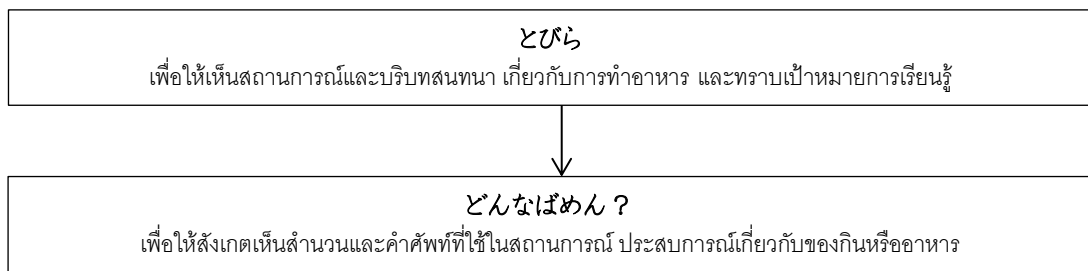 とびら
เพื่อให้เห็นสถานการณ์และบริบทสนทนา เกี่ยวกับการทำอาหาร และทราบเป้าหมายการเรียนรู้
どんなばめん？
เพื่อให้สังเกตเห็นสำนวนและคำศัพท์ที่ใช้ในสถานการณ์ ประสบการณ์เกี่ยวกับของกินหรืออาหาร